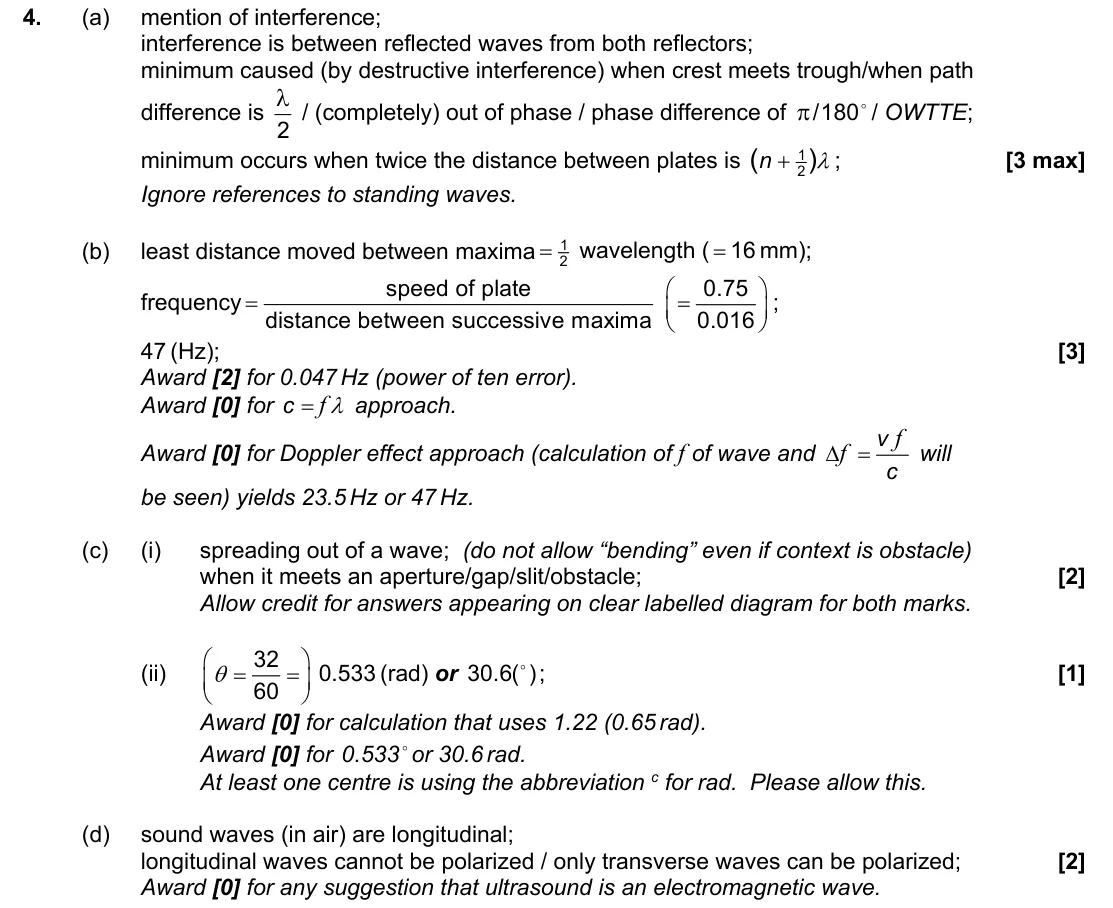 4. (a) mention of interference;
interference is between reflected waves from both reflectors;
minimum caused (by destructive interference) when crest meets trough/when path
difference is λ/2 / (completely) out of phase / phase difference of π/180° / OWTTE;
minimum occurs when twice the distance between plates is (n + ½)λ; [3 max]
Ignore references to standing waves.
(b) least distance moved between maxima = ½ wavelength (= 16 mm);
frequency = speed of plate / distance between successive maxima (= 0.75 / 0.016);
47 (Hz); [3]
Award [2] for 0.047 Hz (power of ten error).
Award [0] for c = fλ approach.
Award [0] for Doppler effect approach (calculation of f of wave and Δf = vf/c will
be seen) yields 23.5 Hz or 47 Hz.
(c) (i) spreading out of a wave; (do not allow “bending” even if context is obstacle)
when it meets an aperture/gap/slit/obstacle; [2]
Allow credit for answers appearing on clear labelled diagram for both marks.
(ii) (θ = 32/60 =) 0.533 (rad) or 30.6(°); [1]
Award [0] for calculation that uses 1.22 (0.65 rad).
Award [0] for 0.533° or 30.6 rad.
At least one centre is using the abbreviation ᶜ for rad. Please allow this.
(d) sound waves (in air) are longitudinal;
longitudinal waves cannot be polarized / only transverse waves can be polarized; [2]
Award [0] for any suggestion that ultrasound is an electromagnetic wave.